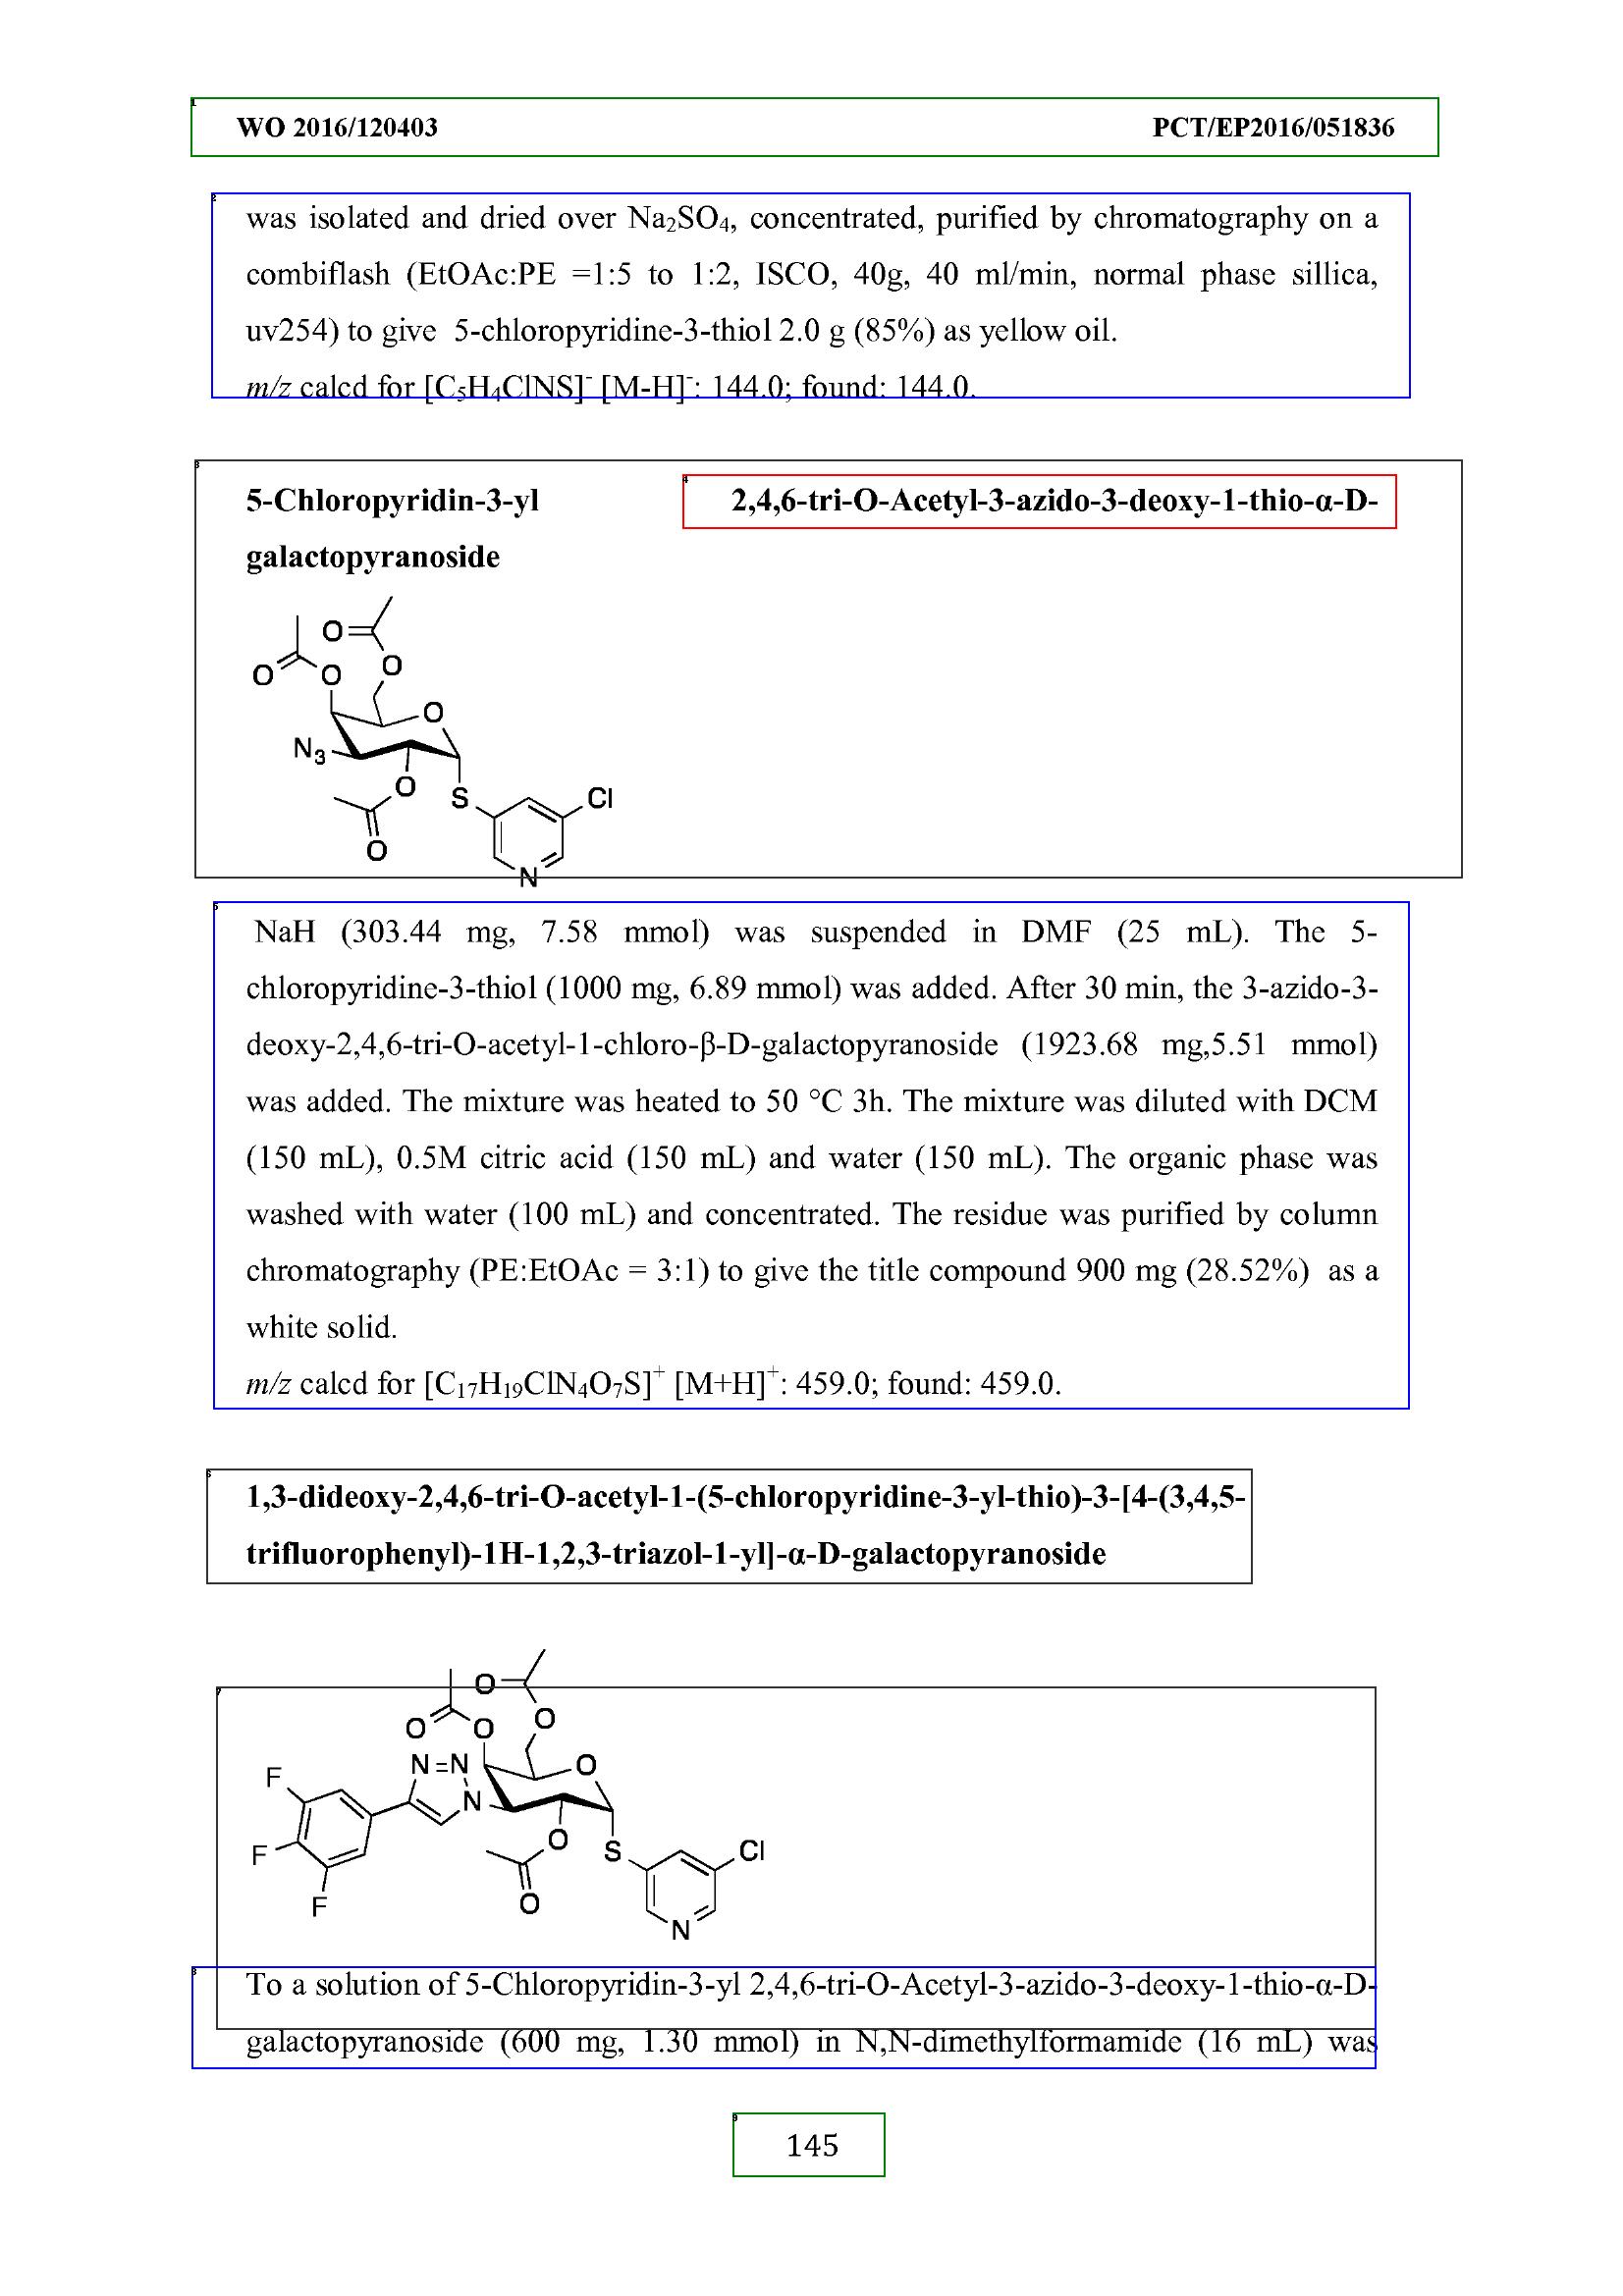 WO 2016/120403 PCT/EP2016/051836
was isolated and dried over Na₂SO₄, concentrated, purified by chromatography on a
combiflash (EtOAc:PE =1:5 to 1:2, ISCO, 40g, 40 ml/min, normal phase sillica,
uv254) to give 5-chloropyridine-3-thiol 2.0 g (85%) as yellow oil.
m/z calcd for [C₅H₄ClNS]⁻ [M-H]⁻: 144.0; found: 144.0.
5-Chloropyridin-3-yl 2,4,6-tri-O-Acetyl-3-azido-3-deoxy-1-thio-α-D-
galactopyranoside
O
O
O
O
O
N₃
O
S
Cl
O
N
NaH (303.44 mg, 7.58 mmol) was suspended in DMF (25 mL). The 5-
chloropyridine-3-thiol (1000 mg, 6.89 mmol) was added. After 30 min, the 3-azido-3-
deoxy-2,4,6-tri-O-acetyl-1-chloro-β-D-galactopyranoside (1923.68 mg,5.51 mmol)
was added. The mixture was heated to 50 °C 3h. The mixture was diluted with DCM
(150 mL), 0.5M citric acid (150 mL) and water (150 mL). The organic phase was
washed with water (100 mL) and concentrated. The residue was purified by column
chromatography (PE:EtOAc = 3:1) to give the title compound 900 mg (28.52%) as a
white solid.
m/z calcd for [C₁₇H₁₉ClN₄O₇S]⁺ [M+H]⁺: 459.0; found: 459.0.
1,3-dideoxy-2,4,6-tri-O-acetyl-1-(5-chloropyridine-3-yl-thio)-3-[4-(3,4,5-
trifluorophenyl)-1H-1,2,3-triazol-1-yl]-α-D-galactopyranoside
O
O
O O
N=N O
F
N
O
F S Cl
F O
N
To a solution of 5-Chloropyridin-3-yl 2,4,6-tri-O-Acetyl-3-azido-3-deoxy-1-thio-α-D-
galactopyranoside (600 mg, 1.30 mmol) in N,N-dimethylformamide (16 mL) was
145